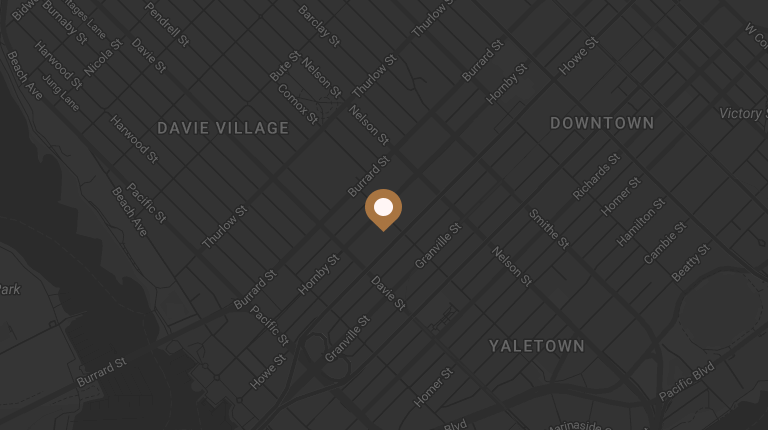 Burnaby St
Pendrell St
Barclay St
Thurlow St
Harwood St
Nicola St
Davie St
Beach Ave
Jung Lane
Bute St
Nelson St
Thurlow St
Burrard St
Hornby St
Howe St
Comox St
Nelson St
Harwood St
DAVIE VILLAGE
DOWNTOWN
Victory
Burrard St
Richards St
Homer St
Pacific St
Beach Ave
Thurlow St
Granville St
Smithe St
Hamilton St
Cambie St
Beatty St
Nelson St
Park
Burrard St
Hornby St
Davie St
Pacific St
Granville St
YALETOWN
Howe St
Burrard St
Homer St
Pacific Blvd
Blvd